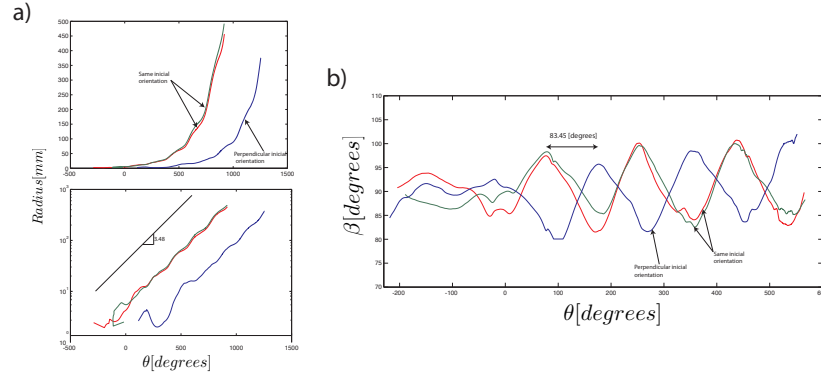 a)
500
450
400
350
300
250
200
150
100
50
-500
0
500
1000
1500
Same inicial
orientation
Perpendicular inicial
orientation
Radius[mm]
10³
10²
10¹
10⁰
3.48
-500
0
500
1000
1500
θ[degrees]
b)
110
105
100
95
90
85
80
75
70
β[degrees]
83.45 [degrees]
Perpendicular inicial
orientation
Same inicial
orientation
-200
-100
0
100
200
300
400
500
600
θ[degrees]